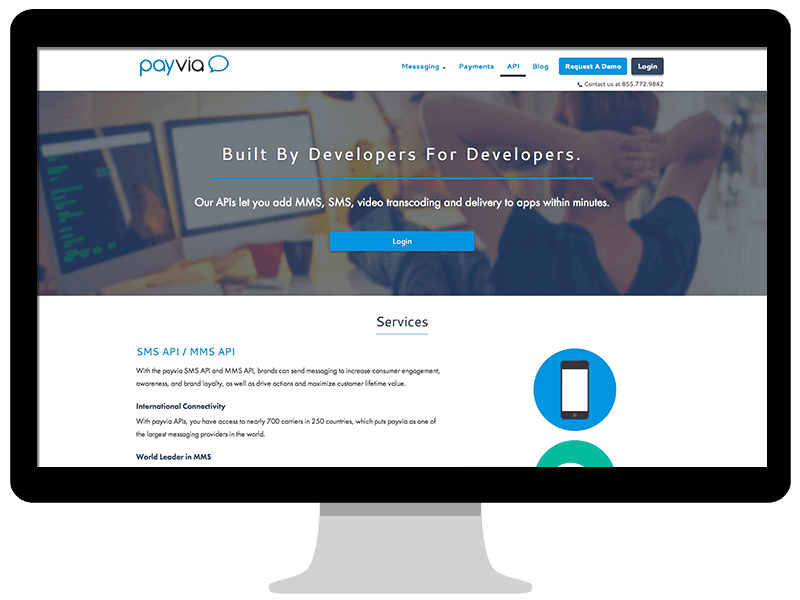 payvia
Messaging Payments API Blog Request A Demo Login
Contact us at 855.772.9842
Built By Developers For Developers.
Our APIs let you add MMS, SMS, video transcoding and delivery to apps within minutes.
Login
Services
SMS API / MMS API
With the payvia SMS API and MMS API, brands can send messaging to increase consumer engagement,
awareness, and brand loyalty, as well as drive actions and maximize customer lifetime value.
International Connectivity
With payvia APIs, you have access to nearly 700 carriers in 250 countries, which puts payvia as one of
the largest messaging providers in the world.
World Leader in MMS